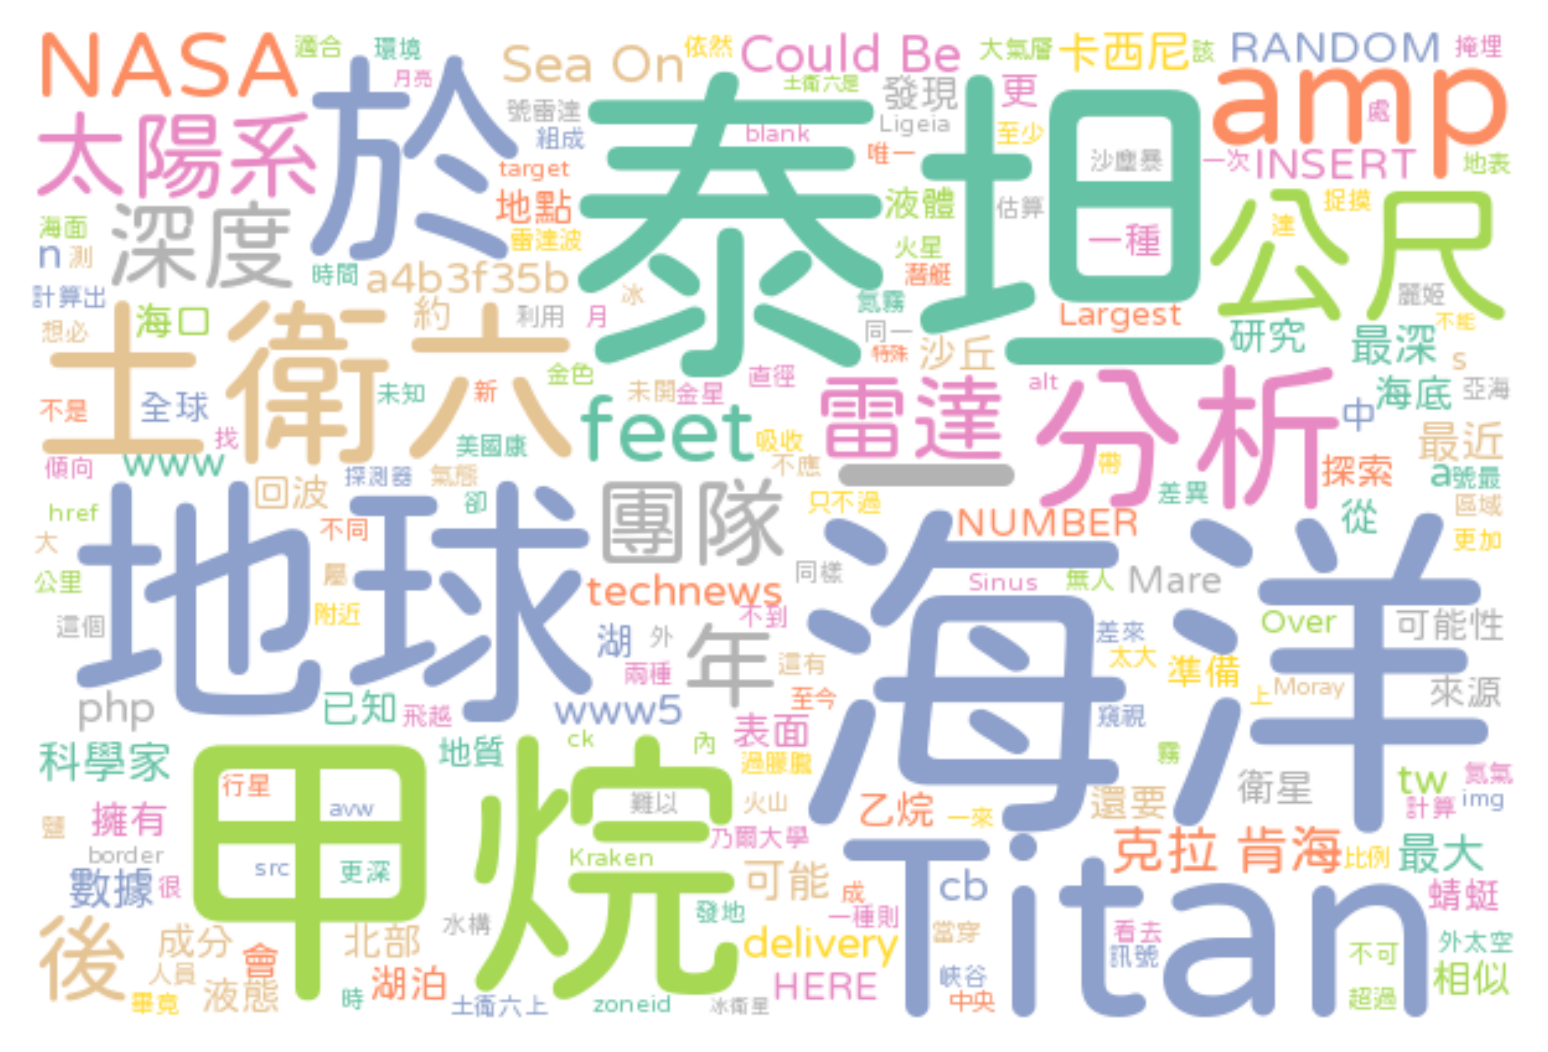 NASA
適合
環境
月亮
Sea On
依然
Could Be
大氣層
卡西尼
該
RANDOM
掩埋
太陽系
於
號雷達
組成
target
地點
雷達波
泰坦
土衛六是
blank
發現
Ligeia
唯一
更
至少
沙塵暴
一種
amp
處
一次
INSERT
地表
深度
海面
n
測
時間
a4b3f35b
液體
估算
火星
潛艇
氮霧
公尺
達
捉摸
麗姬
不能
計算出
想必
海口
土衛六
約
利用
月
冰
同一
特殊
沙丘
Largest
一
研究
最深
s
不是
全球
找
未知
新
金色
未開
金星
直徑
feet
吸收
雷達
alt
分析
帶
中
海底
亞海
傾向
www
美國康
探測器
氣態
回波
卻
不應
一
只不過
差異
探索
最近
a
號最
區域
更加
href
大
公里
這個
地球
不同
屬
附近
團隊
technews
同樣
不到
NUMBER
從
海洋
Sinus
無人
Mare
Over
可能性
湖
外
兩種
年
這有
至今
差來
太大
準備
上
Moray
來源
窺視
php
已知
飛越
www5
表面
過朦朧
科學家
地質
ck
內
霧
衛星
tw
氮氣
計算
img
甲烷
行星
avw
src
更深
難以
火山
乃爾大學
Kraken
乙烷
一來
還要
克拉 肯海
比例
最大
鹽
擁有
border
數據
很
可能
成
一種則
cb
Titan
蜻蜓
後
成分
人員
畢竟
液態
會
北部
時
湖泊
水構
土衛六上
發地
delivery
zoneid
冰衛星
HERE
當穿
峽谷
中央
看去
訊號
不可
超過
外太空
相似